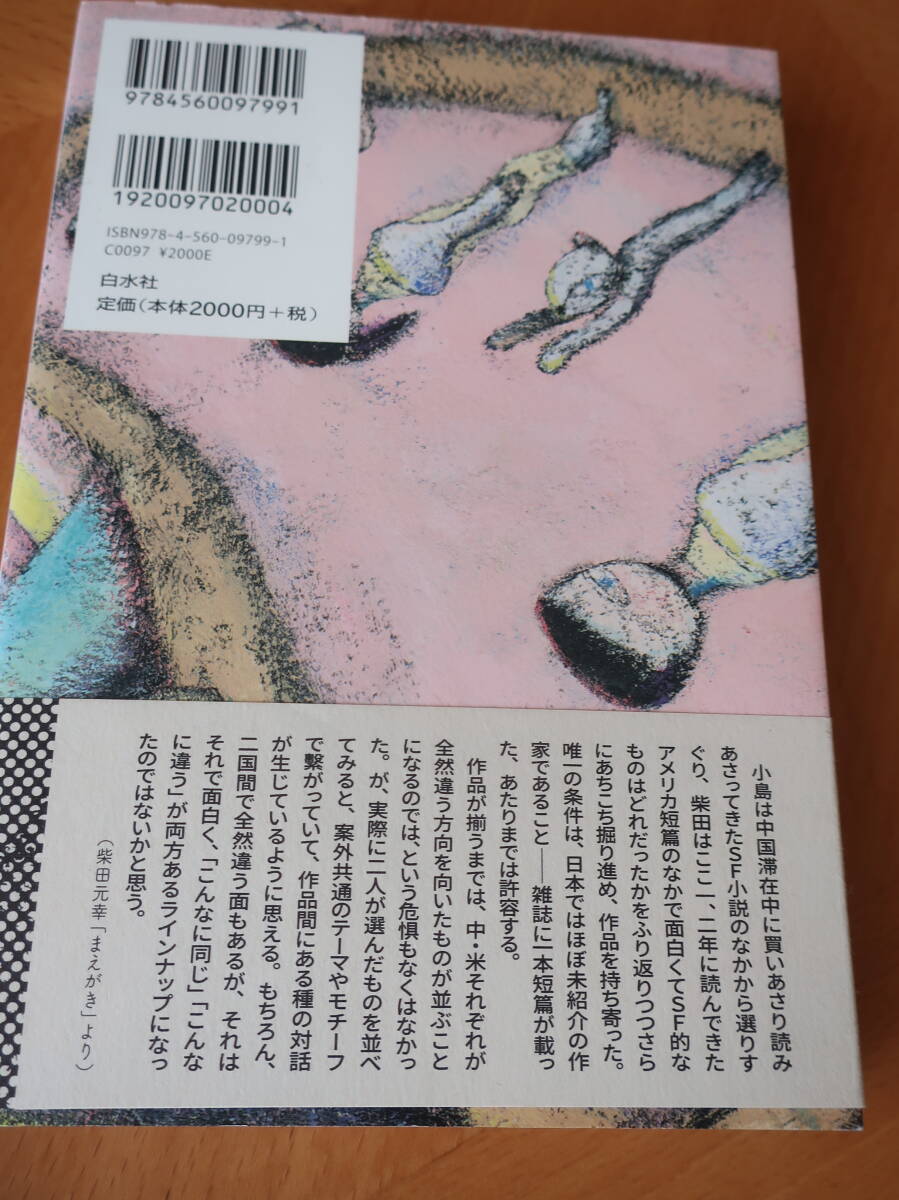 9784560097991
1920097020004
ISBN978-4-560-09799-1
C0097 ¥2000E
白水社
定価(本体2000円+税)
小島は中国滞在中に買いあさり読み
あさってきたSF小説のなかから選りす
ぐり、柴田はここ一、二年に読んできた
アメリカ短篇のなかで面白くてSF的な
ものはどれだったかをふり返りつつさら
にあちこち掘り進め、作品を持ち寄った。
唯一の条件は、日本ではほぼ未紹介の作
家であること――雑誌に一本短篇が載っ
た、あたりまでは許容する。
作品が揃うまでは、中・米それぞれが
全然違う方向を向いたものが並ぶこと
になるのでは、という危惧もなくはなかっ
た。が、実際に二人が選んだものを並べ
てみると、案外共通のテーマやモチーフ
で繋がっていて、作品間にある種の対話
が生じているように思える。もちろん、
二国間で全然違う面もあるが、それは
それで面白く、「こんなに同じ」「こんな
に違う」が両方あるラインナップになっ
たのではないかと思う。
(柴田元幸「まえがき」より)